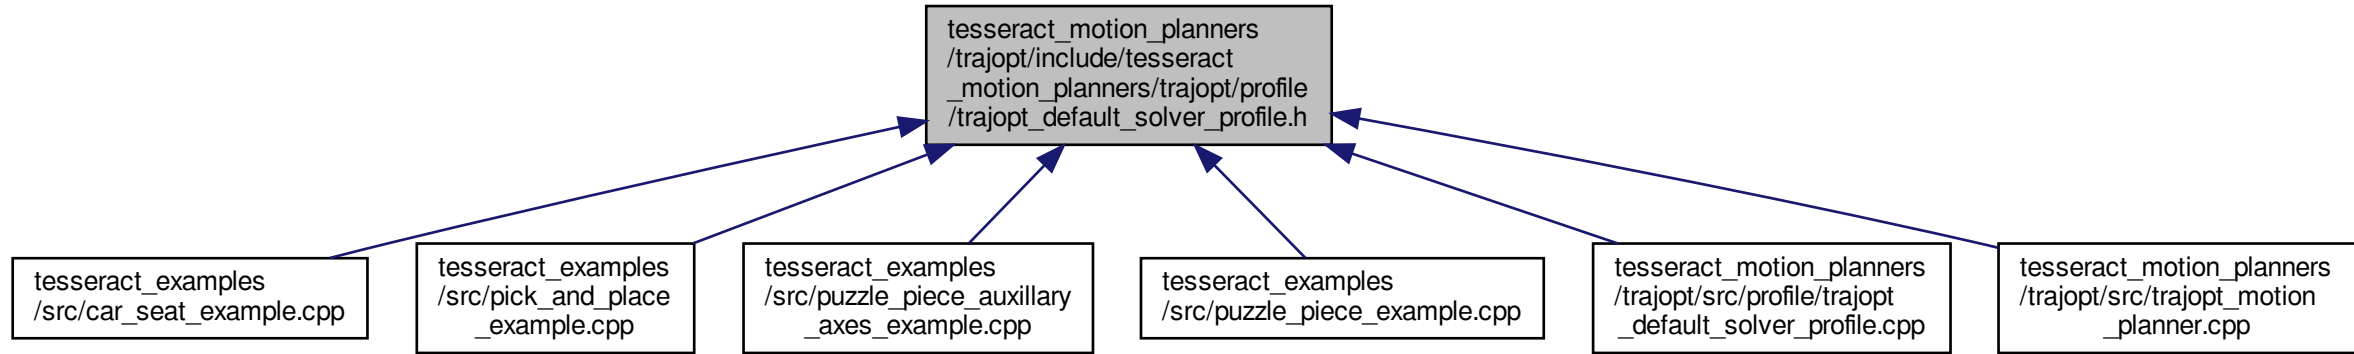 tesseract_motion_planners
/trajopt/include/tesseract
_motion_planners/trajopt/profile
/trajopt_default_solver_profile.h
tesseract_examples
/src/car_seat_example.cpp
tesseract_examples
/src/pick_and_place
_example.cpp
tesseract_examples
/src/puzzle_piece_auxillary
_axes_example.cpp
tesseract_examples
/src/puzzle_piece_example.cpp
tesseract_motion_planners
/trajopt/src/profile/trajopt
_default_solver_profile.cpp
tesseract_motion_planners
/trajopt/src/trajopt_motion
_planner.cpp